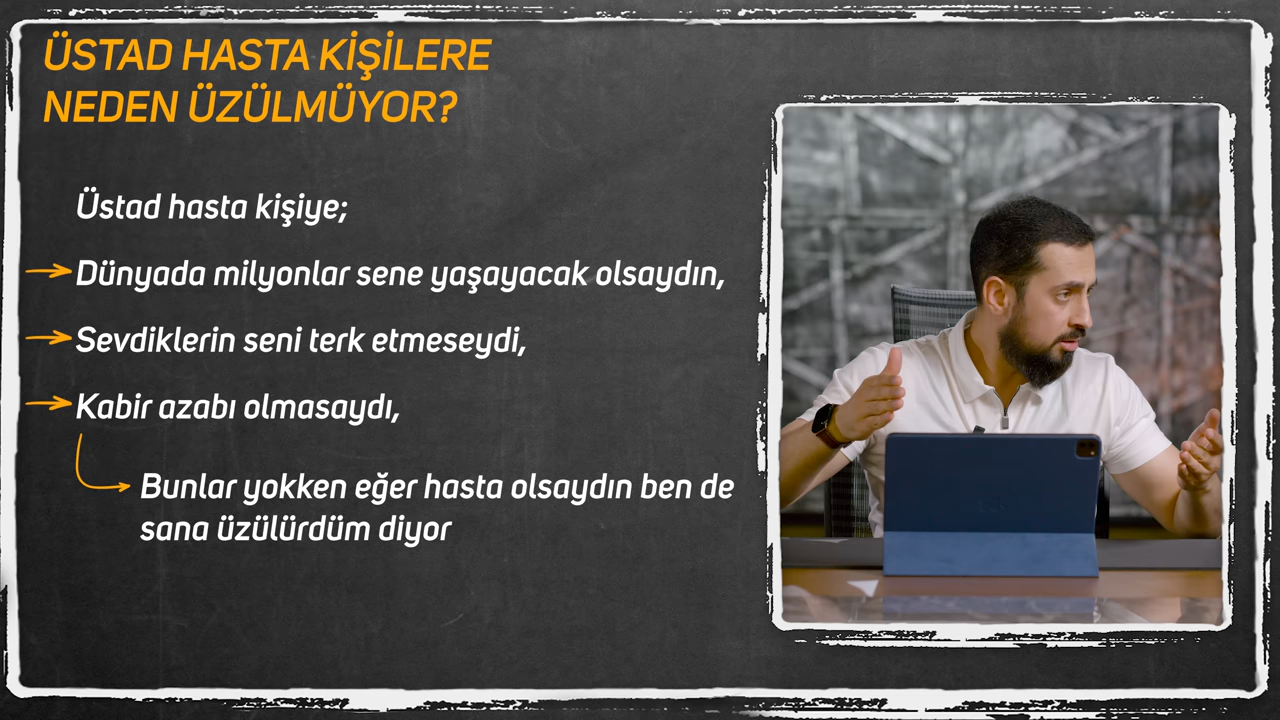 ÜSTAD HASTA KİŞİLERE
NEDEN ÜZÜLMÜYOR?
Üstad hasta kişiye;
Dünyada milyonlar sene yaşayacak olsaydın,
Sevdiklerin seni terk etmeseydi,
Kabir azabı olmasaydı,
Bunlar yokken eğer hasta olsaydın ben de
sana üzülürdüm diyor